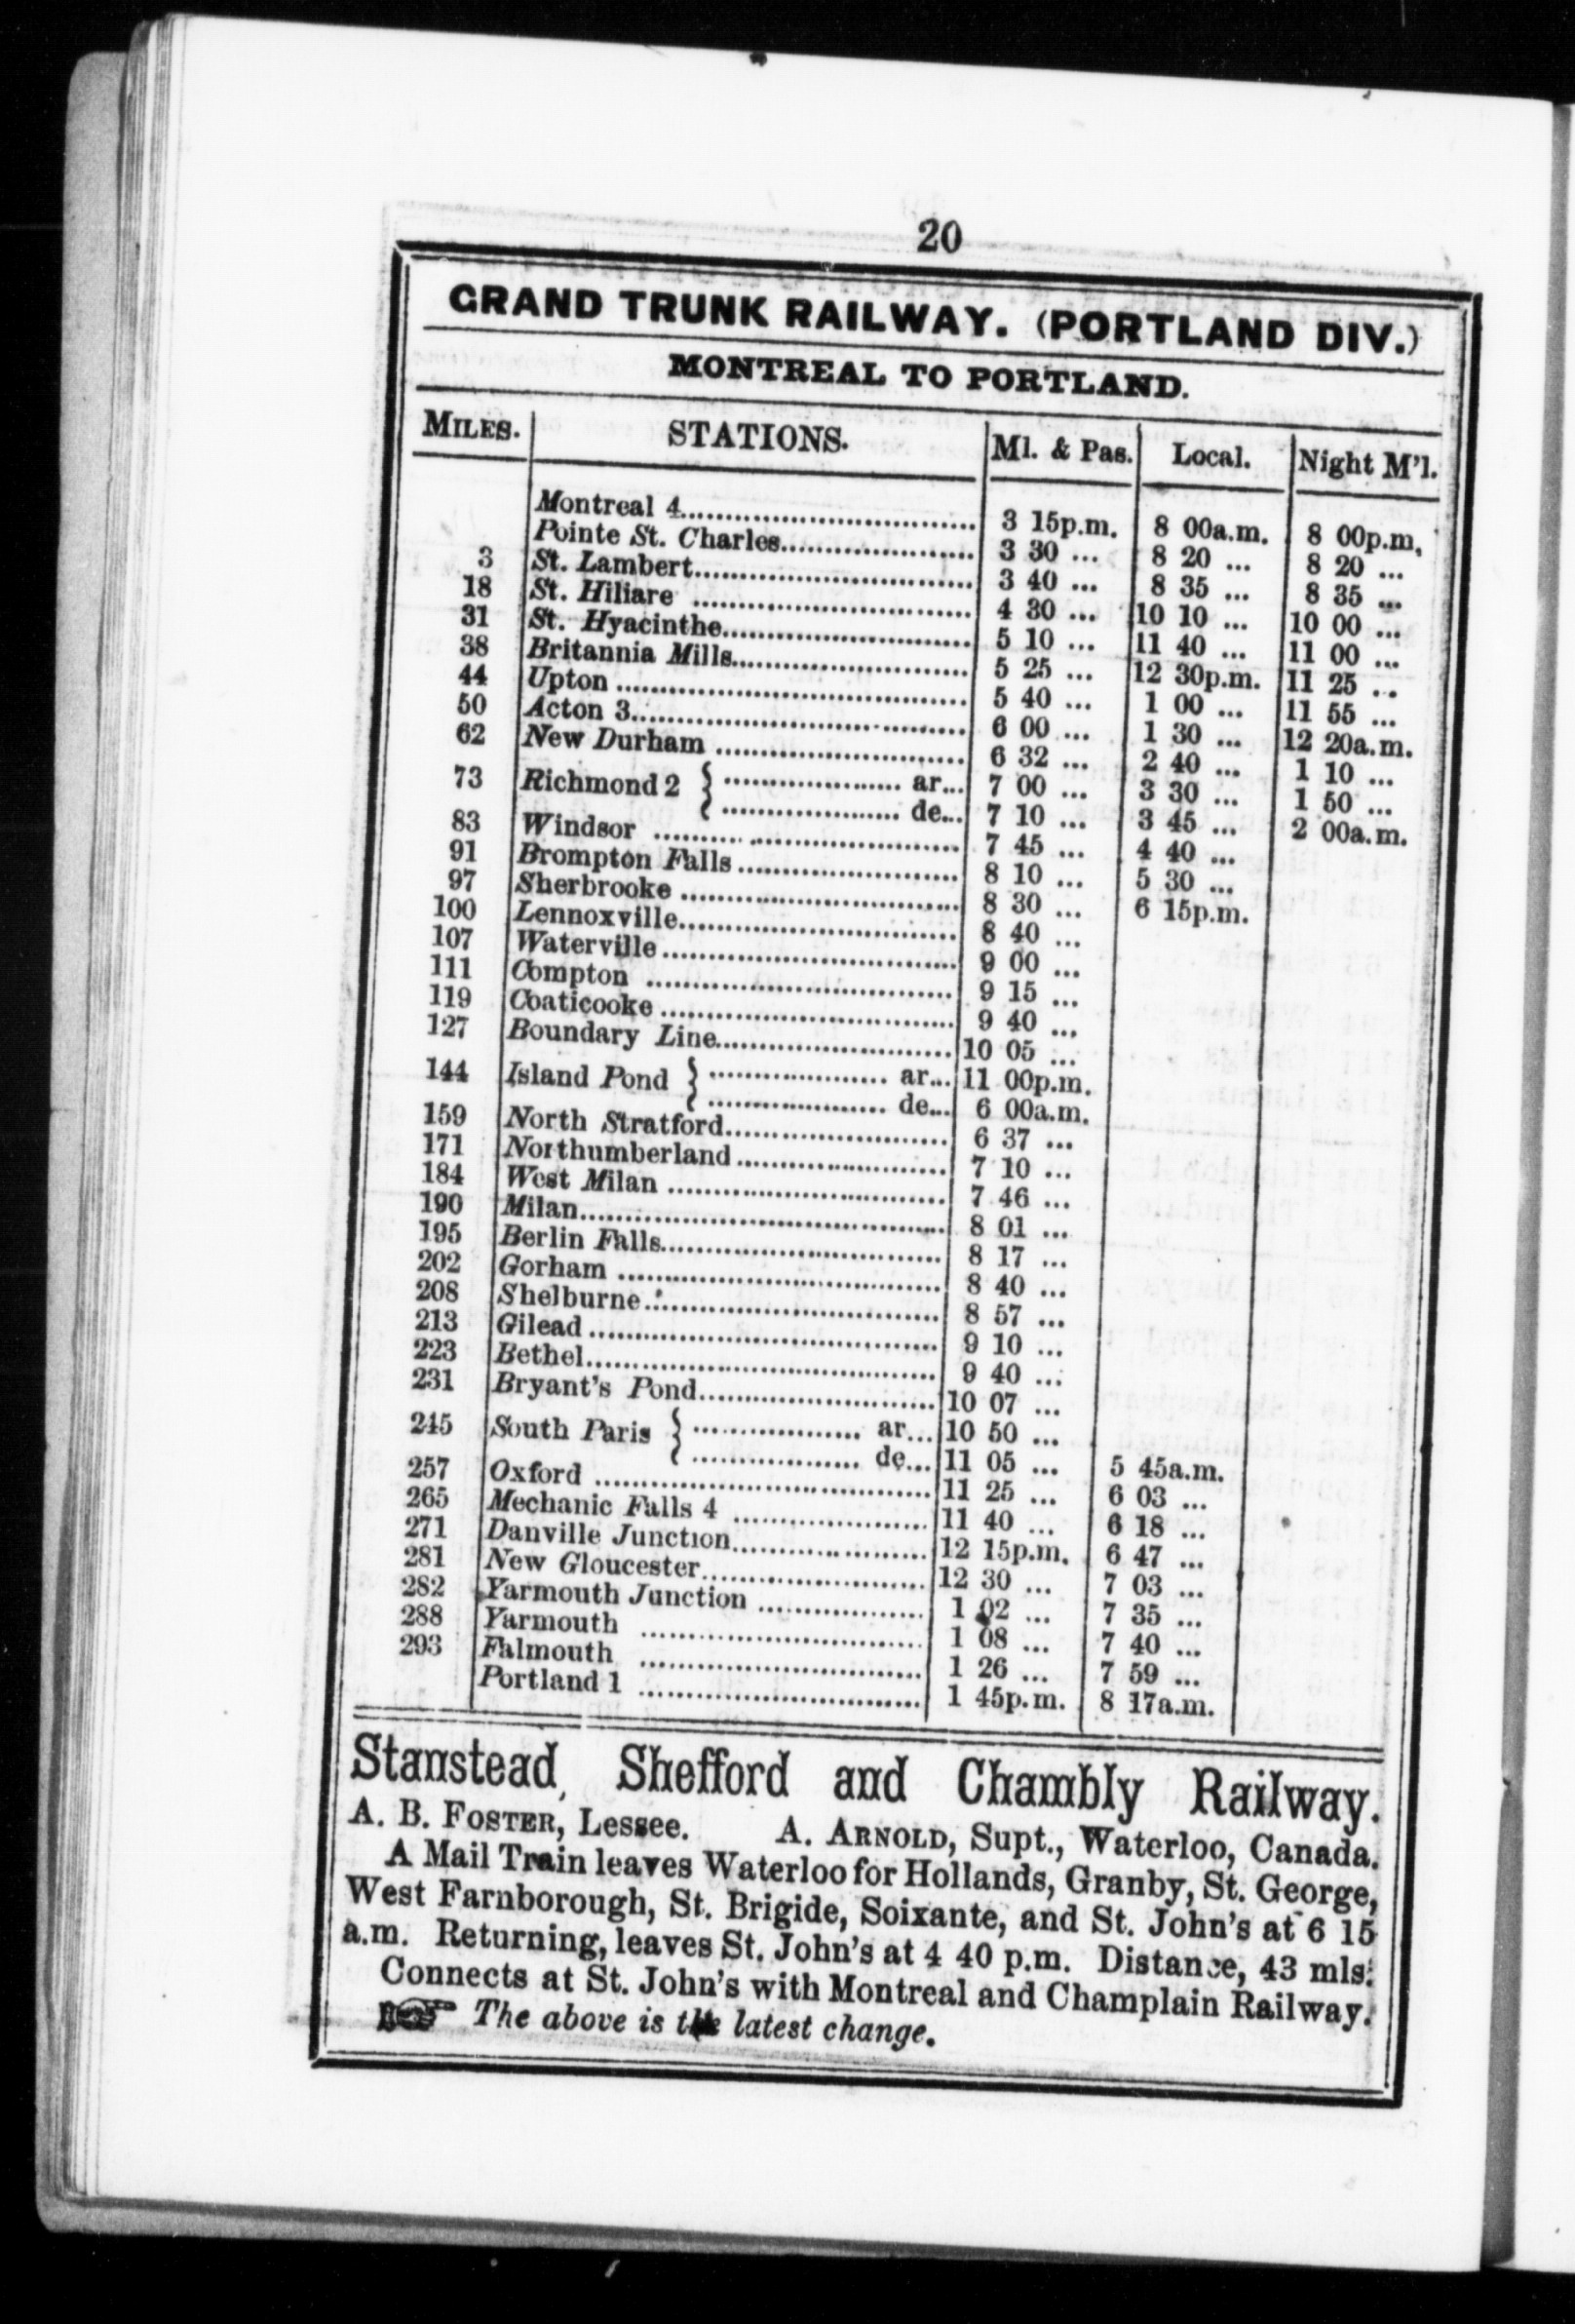 20
GRAND TRUNK RAILWAY. (PORTLAND DIV.)
MONTREAL TO PORTLAND.
MILES. STATIONS. Ml. & Pas. Local. Night M'l.
Montreal 4.............................. 3 15p.m. 8 00a.m. 8 00p.m.
Pointe St. Charles.................... 3 30 ... 8 20 ... 8 20 ...
3 St. Lambert............................. 3 40 ... 8 35 ... 8 35 ...
18 St. Hiliare ............................. 4 30 ... 10 10 ... 10 00 ...
31 St. Hyacinthe.......................... 5 10 ... 11 40 ... 11 00 ...
38 Britannia Mills......................... 5 25 ... 12 30p.m. 11 25 ...
44 Upton .................................... 5 40 ... 1 00 ... 11 55 ...
50 Acton 3.................................. 6 00 ... 1 30 ... 12 20a.m.
62 New Durham .......................... 6 32 ... 2 40 ... 1 10 ...
73 Richmond 2 { .................... ar... 7 00 ... 3 30 ... 1 50 ...
.................... de... 7 10 ... 3 45 ... 2 00a.m.
83 Windsor ............................... 7 45 ... 4 40 ...
91 Brompton Falls ........................ 8 10 ... 5 30 ...
97 Sherbrooke ............................. 8 30 ... 6 15p.m.
100 Lennoxville............................. 8 40 ...
107 Waterville ............................... 9 00 ...
111 Compton ................................ 9 15 ...
119 Coaticooke .............................. 9 40 ...
127 Boundary Line......................... 10 05 ...
144 Island Pond { .................... ar... 11 00p.m.
.................... de... 6 00a.m.
159 North Stratford........................ 6 37 ...
171 Northumberland ...................... 7 10 ...
184 West Milan ............................. 7 46 ...
190 Milan...................................... 8 01 ...
195 Berlin Falls.............................. 8 17 ...
202 Gorham .................................. 8 40 ...
208 Shelburne ............................... 8 57 ...
213 Gilead .................................... 9 10 ...
223 Bethel..................................... 9 40 ...
231 Bryant's Pond.......................... 10 07 ...
245 South Paris { .................. ar... 10 50 ...
.................. de... 11 05 ... 5 45a.m.
257 Oxford ................................... 11 25 ... 6 03 ...
265 Mechanic Falls 4 ..................... 11 40 ... 6 18 ...
271 Danville Junction..................... 12 15p.m. 6 47 ...
281 New Gloucester........................ 12 30 ... 7 03 ...
282 Yarmouth Junction .................. 1 02 ... 7 35 ...
288 Yarmouth .............................. 1 08 ... 7 40 ...
293 Falmouth ............................... 1 26 ... 7 59 ...
Portland 1 .............................. 1 45p.m. 8 17a.m.
Stanstead, Shefford and Chambly Railway.
A. B. FOSTER, Lessee. A. ARNOLD, Supt., Waterloo, Canada.
A Mail Train leaves Waterloo for Hollands, Granby, St. George,
West Farnborough, St. Brigide, Soixante, and St. John's at 6 15
a.m. Returning, leaves St. John's at 4 40 p.m. Distance, 43 mls.
Connects at St. John's with Montreal and Champlain Railway.
☞ The above is the latest change.